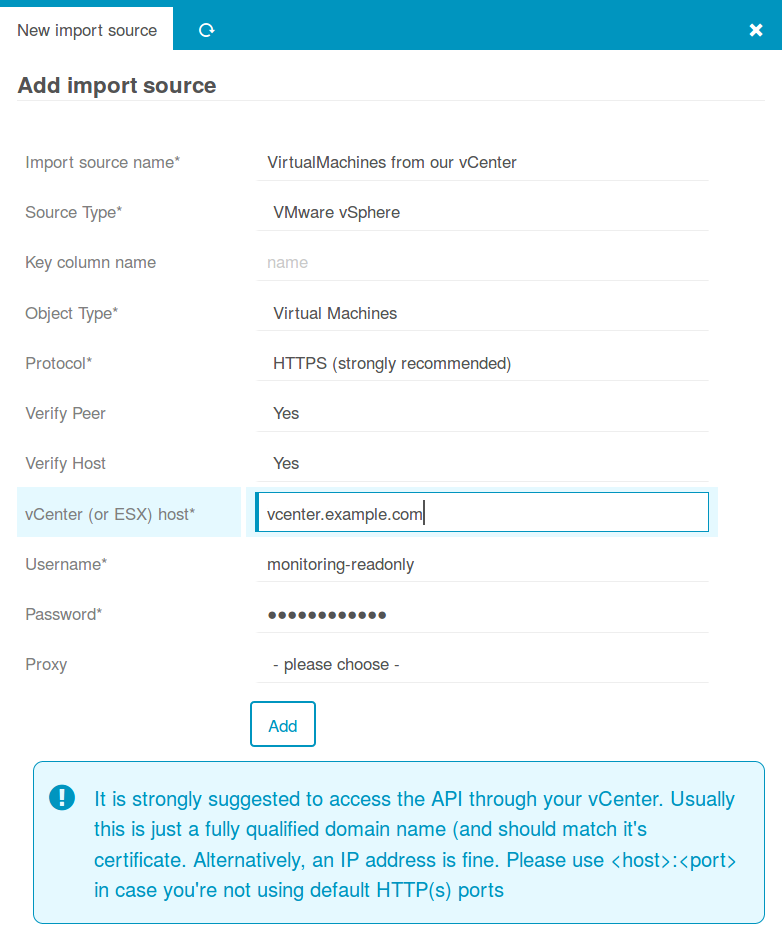 New import source
Add import source
Import source name* VirtualMachines from our vCenter
Source Type* VMware vSphere
Key column name name
Object Type* Virtual Machines
Protocol* HTTPS (strongly recommended)
Verify Peer Yes
Verify Host Yes
vCenter (or ESX) host* vcenter.example.com
Username* monitoring-readonly
Password* ●●●●●●●●●●●●
Proxy - please choose -
Add
It is strongly suggested to access the API through your vCenter. Usually
this is just a fully qualified domain name (and should match it's
certificate. Alternatively, an IP address is fine. Please use <host>:<port>
in case you're not using default HTTP(s) ports